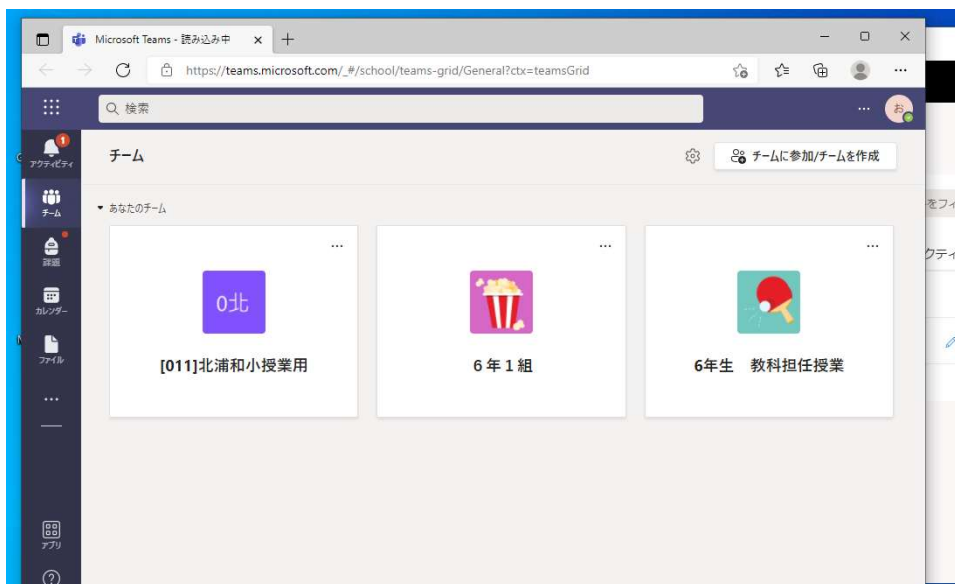 Microsoft Teams - 読み込み中
https://teams.microsoft.com/_#/school/teams-grid/General?ctx=teamsGrid
検索
お
1
アクティビティ
チーム
チームに参加/チームを作成
チーム
あなたのチーム
をフィ
課題
クティ
0北
カレンダー
ファイル
[011]北浦和小授業用
6年1組
6年生 教科担任授業
アプリ